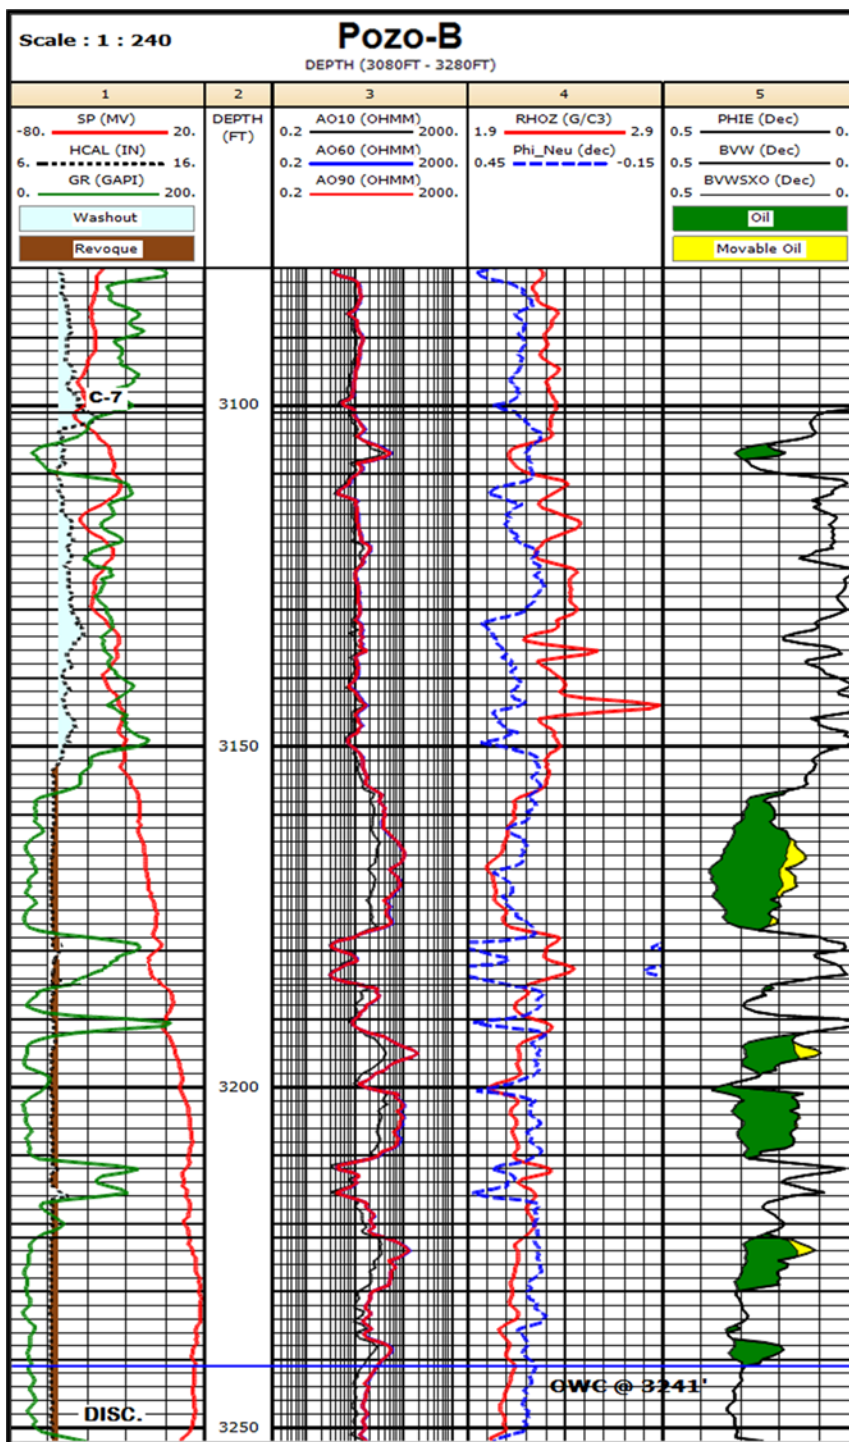 Scale : 1 : 240
Pozo-B
DEPTH (3080FT - 3280FT)
1 2 3 4 5
SP (MV)
-80. 20.
HCAL (IN)
6. 16.
GR (GAPI)
0. 200.
Washout
Revoque
DEPTH
(FT)
AO10 (OHMM)
0.2 2000.
AO60 (OHMM)
0.2 2000.
AO90 (OHMM)
0.2 2000.
RHOZ (G/C3)
1.9 2.9
Phi_Neu (dec)
0.45 -0.15
PHIE (Dec)
0.5 0.
BVW (Dec)
0.5 0.
BVWSXO (Dec)
0.5 0.
Oil
Movable Oil
C-7
3100
3150
3200
OWC @ 3241'
DISC.
3250